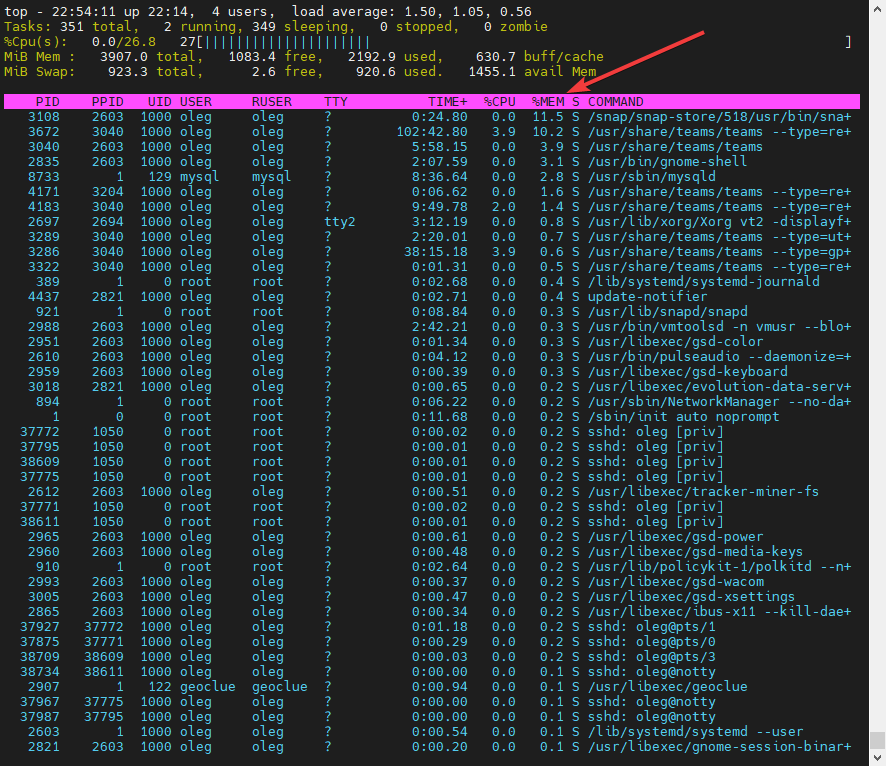 top - 22:54:11 up 22:14,  4 users,  load average: 1.50, 1.05, 0.56
Tasks: 351 total,   2 running, 349 sleeping,   0 stopped,   0 zombie
%Cpu(s):   0.0/26.8   27[|||||||||||||||||||||                                                            ]
MiB Mem :   3907.0 total,   1083.4 free,   2192.9 used,    630.7 buff/cache
MiB Swap:    923.3 total,      2.6 free,    920.6 used.   1455.1 avail Mem
PID PPID UID USER RUSER TTY TIME+ %CPU %MEM S COMMAND
3108 2603 1000 oleg oleg ? 0:24.80 0.0 11.5 S /snap/snap-store/518/usr/bin/sna+
3672 3040 1000 oleg oleg ? 102:42.80 3.9 10.2 S /usr/share/teams/teams --type=re+
3040 2603 1000 oleg oleg ? 5:58.15 0.0 3.9 S /usr/share/teams/teams
2835 2603 1000 oleg oleg ? 2:07.59 0.0 3.1 S /usr/bin/gnome-shell
8733 1 129 mysql mysql ? 8:36.64 0.0 2.8 S /usr/sbin/mysqld
4171 3204 1000 oleg oleg ? 0:06.62 0.0 1.6 S /usr/share/teams/teams --type=re+
4183 3040 1000 oleg oleg ? 9:49.78 2.0 1.4 S /usr/share/teams/teams --type=re+
2697 2694 1000 oleg oleg tty2 3:12.19 0.0 0.8 S /usr/lib/xorg/Xorg vt2 -displayf+
3289 3040 1000 oleg oleg ? 2:20.01 0.0 0.7 S /usr/share/teams/teams --type=ut+
3286 3040 1000 oleg oleg ? 38:15.18 3.9 0.6 S /usr/share/teams/teams --type=gp+
3322 3040 1000 oleg oleg ? 0:01.31 0.0 0.5 S /usr/share/teams/teams --type=re+
389 1 0 root root ? 0:02.68 0.0 0.4 S /lib/systemd/systemd-journald
4437 2821 1000 oleg oleg ? 0:02.71 0.0 0.4 S update-notifier
921 1 0 root root ? 0:08.84 0.0 0.3 S /usr/lib/snapd/snapd
2988 2603 1000 oleg oleg ? 2:42.21 0.0 0.3 S /usr/bin/vmtoolsd -n vmusr --blo+
2951 2603 1000 oleg oleg ? 0:01.34 0.0 0.3 S /usr/libexec/gsd-color
2610 2603 1000 oleg oleg ? 0:04.12 0.0 0.3 S /usr/bin/pulseaudio --daemonize=+
2959 2603 1000 oleg oleg ? 0:00.39 0.0 0.3 S /usr/libexec/gsd-keyboard
3018 2821 1000 oleg oleg ? 0:00.65 0.0 0.2 S /usr/libexec/evolution-data-serv+
894 1 0 root root ? 0:06.22 0.0 0.2 S /usr/sbin/NetworkManager --no-da+
1 0 0 root root ? 0:11.68 0.0 0.2 S /sbin/init auto noprompt
37772 1050 0 root root ? 0:00.02 0.0 0.2 S sshd: oleg [priv]
37795 1050 0 root root ? 0:00.01 0.0 0.2 S sshd: oleg [priv]
38609 1050 0 root root ? 0:00.01 0.0 0.2 S sshd: oleg [priv]
37775 1050 0 root root ? 0:00.01 0.0 0.2 S sshd: oleg [priv]
2612 2603 1000 oleg oleg ? 0:00.51 0.0 0.2 S /usr/libexec/tracker-miner-fs
37771 1050 0 root root ? 0:00.02 0.0 0.2 S sshd: oleg [priv]
38611 1050 0 root root ? 0:00.01 0.0 0.2 S sshd: oleg [priv]
2965 2603 1000 oleg oleg ? 0:00.61 0.0 0.2 S /usr/libexec/gsd-power
2960 2603 1000 oleg oleg ? 0:00.48 0.0 0.2 S /usr/libexec/gsd-media-keys
910 1 0 root root ? 0:02.64 0.0 0.2 S /usr/lib/policykit-1/polkitd --n+
2993 2603 1000 oleg oleg ? 0:00.37 0.0 0.2 S /usr/libexec/gsd-wacom
3005 2603 1000 oleg oleg ? 0:00.47 0.0 0.2 S /usr/libexec/gsd-xsettings
2865 2603 1000 oleg oleg ? 0:00.34 0.0 0.2 S /usr/libexec/ibus-x11 --kill-dae+
37927 37772 1000 oleg oleg ? 0:01.18 0.0 0.2 S sshd: oleg@pts/1
37875 37771 1000 oleg oleg ? 0:00.29 0.0 0.2 S sshd: oleg@pts/0
38709 38609 1000 oleg oleg ? 0:00.03 0.0 0.2 S sshd: oleg@pts/3
38734 38611 1000 oleg oleg ? 0:00.00 0.0 0.1 S sshd: oleg@notty
2907 1 122 geoclue geoclue ? 0:00.94 0.0 0.1 S /usr/libexec/geoclue
37967 37775 1000 oleg oleg ? 0:00.00 0.0 0.1 S sshd: oleg@notty
37987 37795 1000 oleg oleg ? 0:00.00 0.0 0.1 S sshd: oleg@notty
2603 1 1000 oleg oleg ? 0:00.54 0.0 0.1 S /lib/systemd/systemd --user
2821 2603 1000 oleg oleg ? 0:00.20 0.0 0.1 S /usr/libexec/gnome-session-binar+